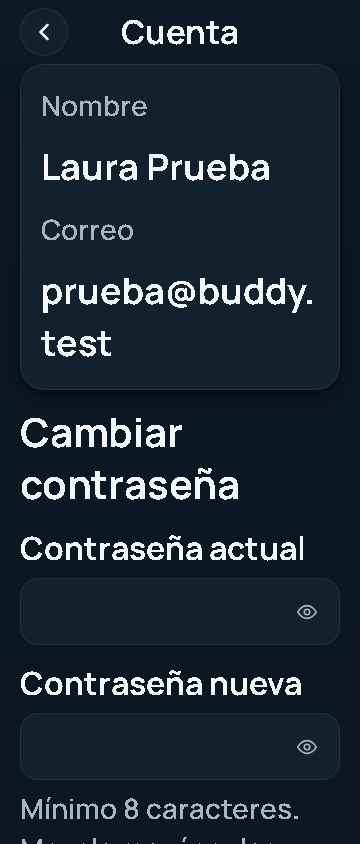 Cuenta
Nombre
Laura Prueba
Correo
prueba@buddy.
test
Cambiar
contraseña
Contraseña actual
Contraseña nueva
Mínimo 8 caracteres.